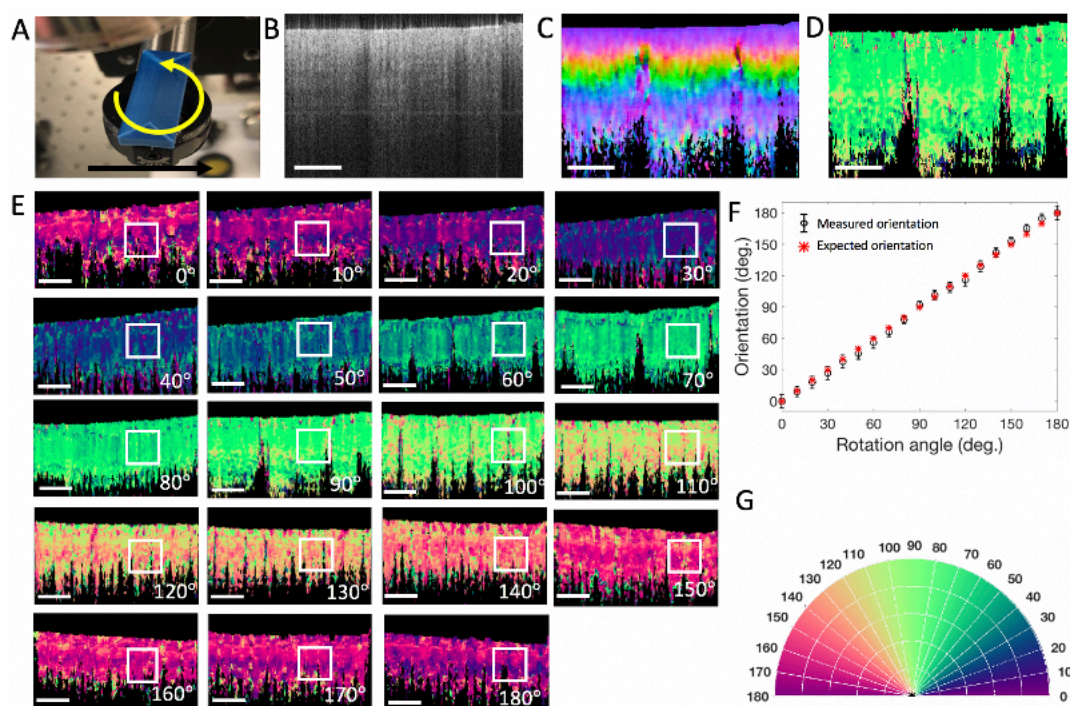 A
B
C
D
E
0°
10°
20°
30°
40°
50°
60°
70°
80°
90°
100°
110°
120°
130°
140°
150°
160°
170°
180°
F
180
150
120
90
60
30
0
Orientation (deg.)
Measured orientation
Expected orientation
0 30 60 90 120 150 180
Rotation angle (deg.)
G
180 170 160 150 140 130 120 110 100 90 80 70 60 50 40 30 20 10 0